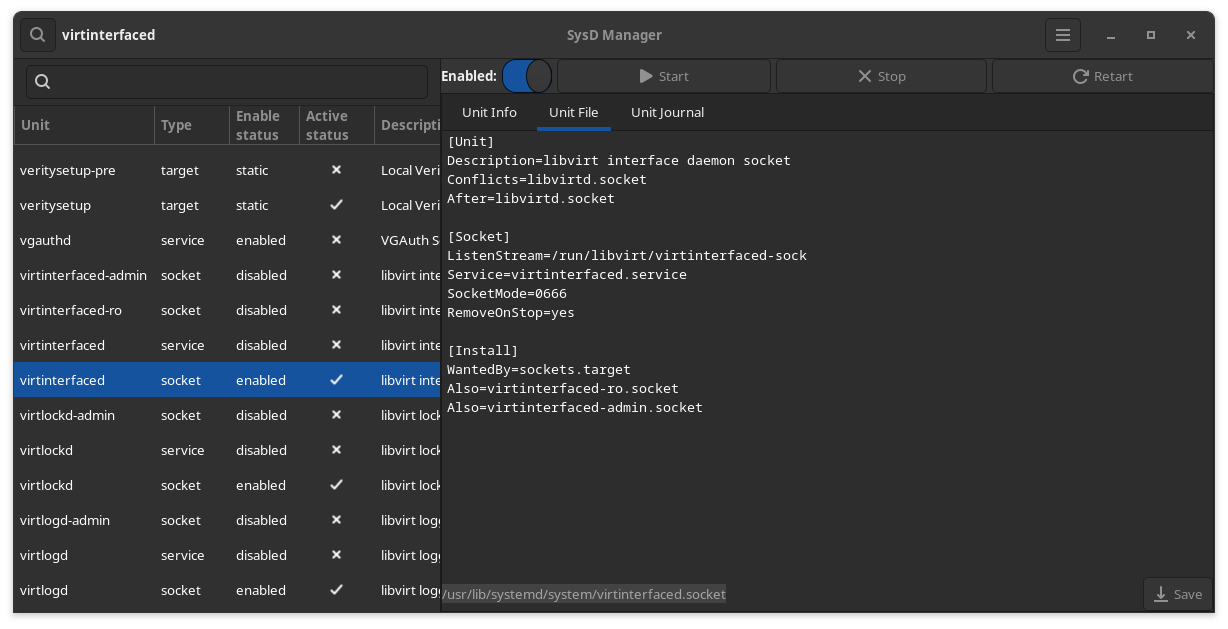 virtinterfaced
SysD Manager
Enabled:
Start
Stop
Retart
Unit Type Enable status Active status Descripti
veritysetup-pre target static Local Veri
veritysetup target static Local Veri
vgauthd service enabled VGAuth S
virtinterfaced-admin socket disabled libvirt inte
virtinterfaced-ro socket disabled libvirt inte
virtinterfaced service disabled libvirt inte
virtinterfaced socket enabled libvirt inte
virtlockd-admin socket disabled libvirt lock
virtlockd service disabled libvirt lock
virtlockd socket enabled libvirt lock
virtlogd-admin socket disabled libvirt logg
virtlogd service disabled libvirt logg
virtlogd socket enabled libvirt logg
Unit Info
Unit File
Unit Journal
[Unit]
Description=libvirt interface daemon socket
Conflicts=libvirtd.socket
After=libvirtd.socket
[Socket]
ListenStream=/run/libvirt/virtinterfaced-sock
Service=virtinterfaced.service
SocketMode=0666
RemoveOnStop=yes
[Install]
WantedBy=sockets.target
Also=virtinterfaced-ro.socket
Also=virtinterfaced-admin.socket
/usr/lib/systemd/system/virtinterfaced.socket
Save